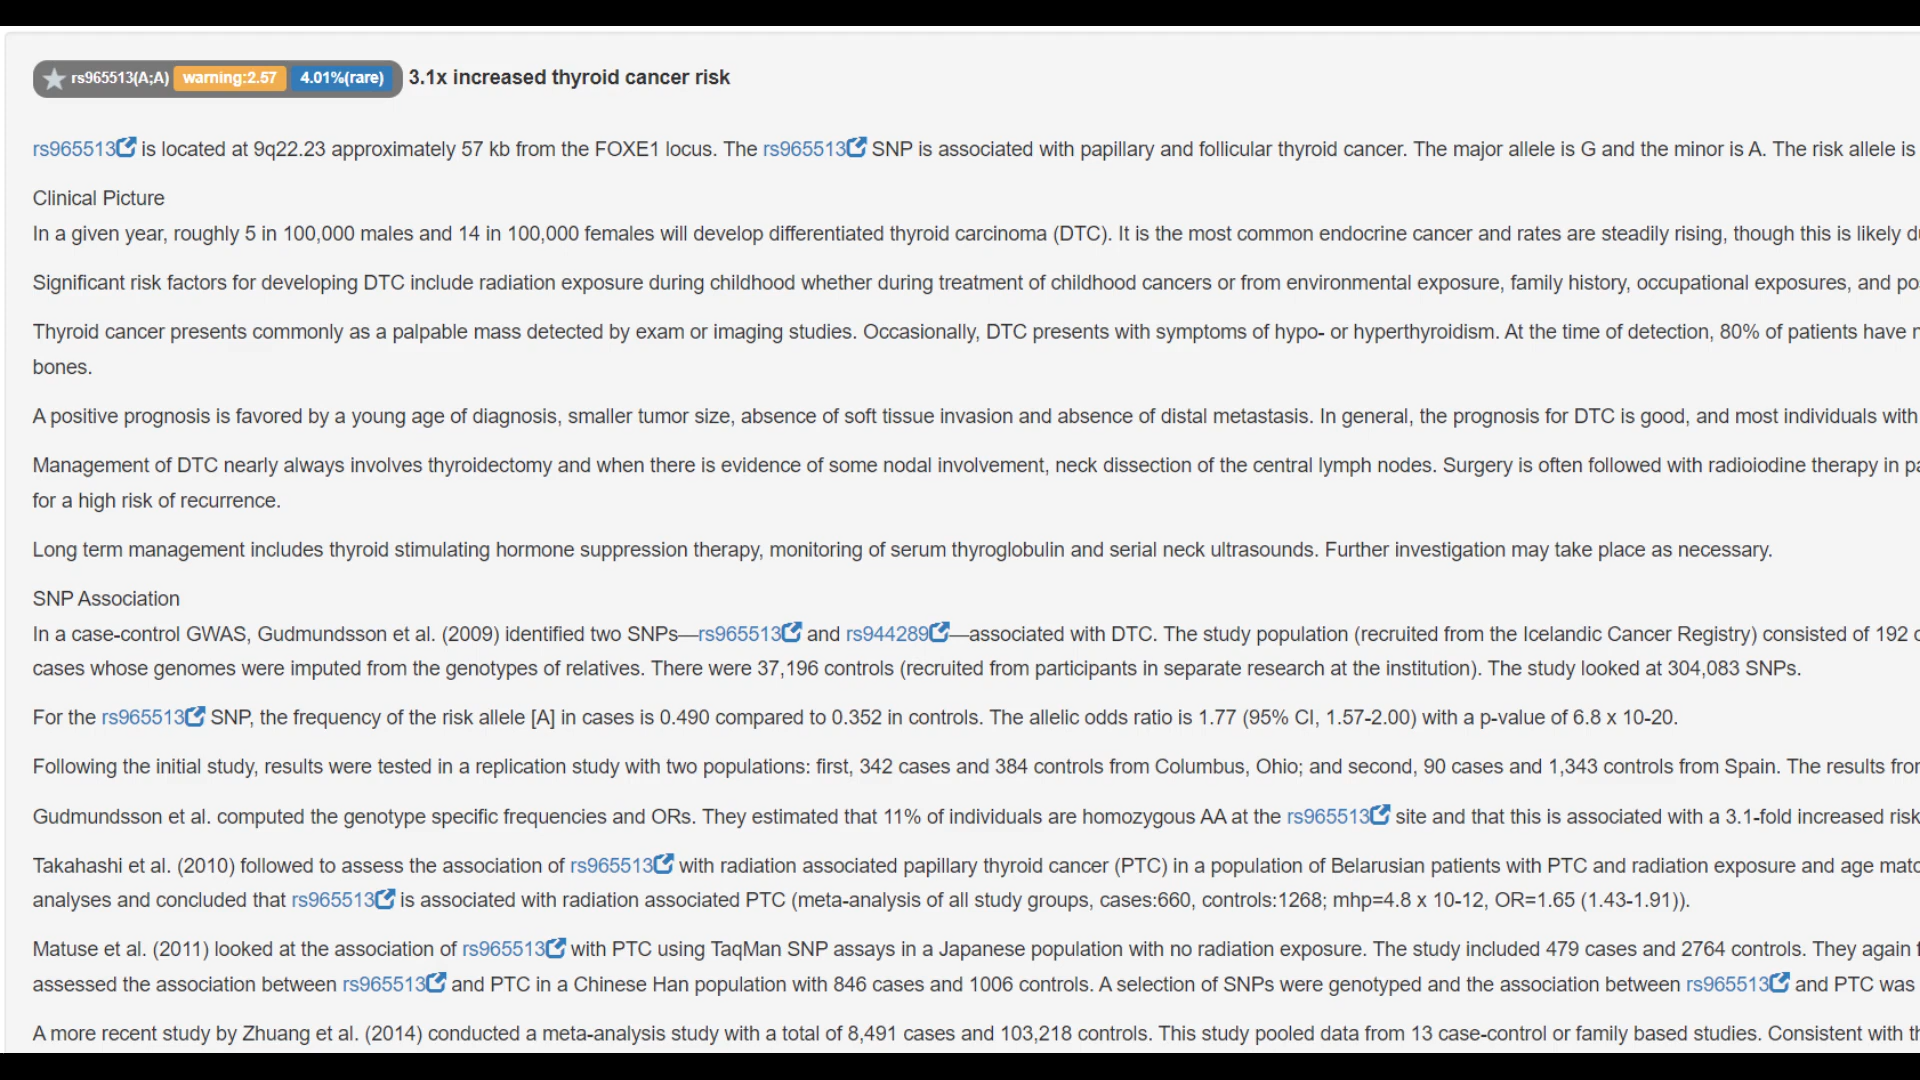 rs965513(A;A) warning:2.57 4.01%(rare) 3.1x increased thyroid cancer risk
rs965513 is located at 9q22.23 approximately 57 kb from the FOXE1 locus. The rs965513 SNP is associated with papillary and follicular thyroid cancer. The major allele is G and the minor is A. The risk allele is
Clinical Picture
In a given year, roughly 5 in 100,000 males and 14 in 100,000 females will develop differentiated thyroid carcinoma (DTC). It is the most common endocrine cancer and rates are steadily rising, though this is likely
Significant risk factors for developing DTC include radiation exposure during childhood whether during treatment of childhood cancers or from environmental exposure, family history, occupational exposures, and
Thyroid cancer presents commonly as a palpable mass detected by exam or imaging studies. Occasionally, DTC presents with symptoms of hypo- or hyperthyroidism. At the time of detection, 80% of patients have
bones.
A positive prognosis is favored by a young age of diagnosis, smaller tumor size, absence of soft tissue invasion and absence of distal metastasis. In general, the prognosis for DTC is good, and most individuals with
Management of DTC nearly always involves thyroidectomy and when there is evidence of some nodal involvement, neck dissection of the central lymph nodes. Surgery is often followed with radioiodine therapy in
for a high risk of recurrence.
Long term management includes thyroid stimulating hormone suppression therapy, monitoring of serum thyroglobulin and serial neck ultrasounds. Further investigation may take place as necessary.
SNP Association
In a case-control GWAS, Gudmundsson et al. (2009) identified two SNPs—rs965513 and rs944289—associated with DTC. The study population (recruited from the Icelandic Cancer Registry) consisted of 192
cases whose genomes were imputed from the genotypes of relatives. There were 37,196 controls (recruited from participants in separate research at the institution). The study looked at 304,083 SNPs.
For the rs965513 SNP, the frequency of the risk allele [A] in cases is 0.490 compared to 0.352 in controls. The allelic odds ratio is 1.77 (95% CI, 1.57-2.00) with a p-value of 6.8 x 10-20.
Following the initial study, results were tested in a replication study with two populations: first, 342 cases and 384 controls from Columbus, Ohio; and second, 90 cases and 1,343 controls from Spain. The results
Gudmundsson et al. computed the genotype specific frequencies and ORs. They estimated that 11% of individuals are homozygous AA at the rs965513 site and that this is associated with a 3.1-fold increased risk
Takahashi et al. (2010) followed to assess the association of rs965513 with radiation associated papillary thyroid cancer (PTC) in a population of Belarusian patients with PTC and radiation exposure and age
analyses and concluded that rs965513 is associated with radiation associated PTC (meta-analysis of all study groups, cases:660, controls:1268; mhp=4.8 x 10-12, OR=1.65 (1.43-1.91)).
Matuse et al. (2011) looked at the association of rs965513 with PTC using TaqMan SNP assays in a Japanese population with no radiation exposure. The study included 479 cases and 2764 controls. They again
assessed the association between rs965513 and PTC in a Chinese Han population with 846 cases and 1006 controls. A selection of SNPs were genotyped and the association between rs965513 and PTC was
A more recent study by Zhuang et al. (2014) conducted a meta-analysis study with a total of 8,491 cases and 103,218 controls. This study pooled data from 13 case-control or family based studies. Consistent with